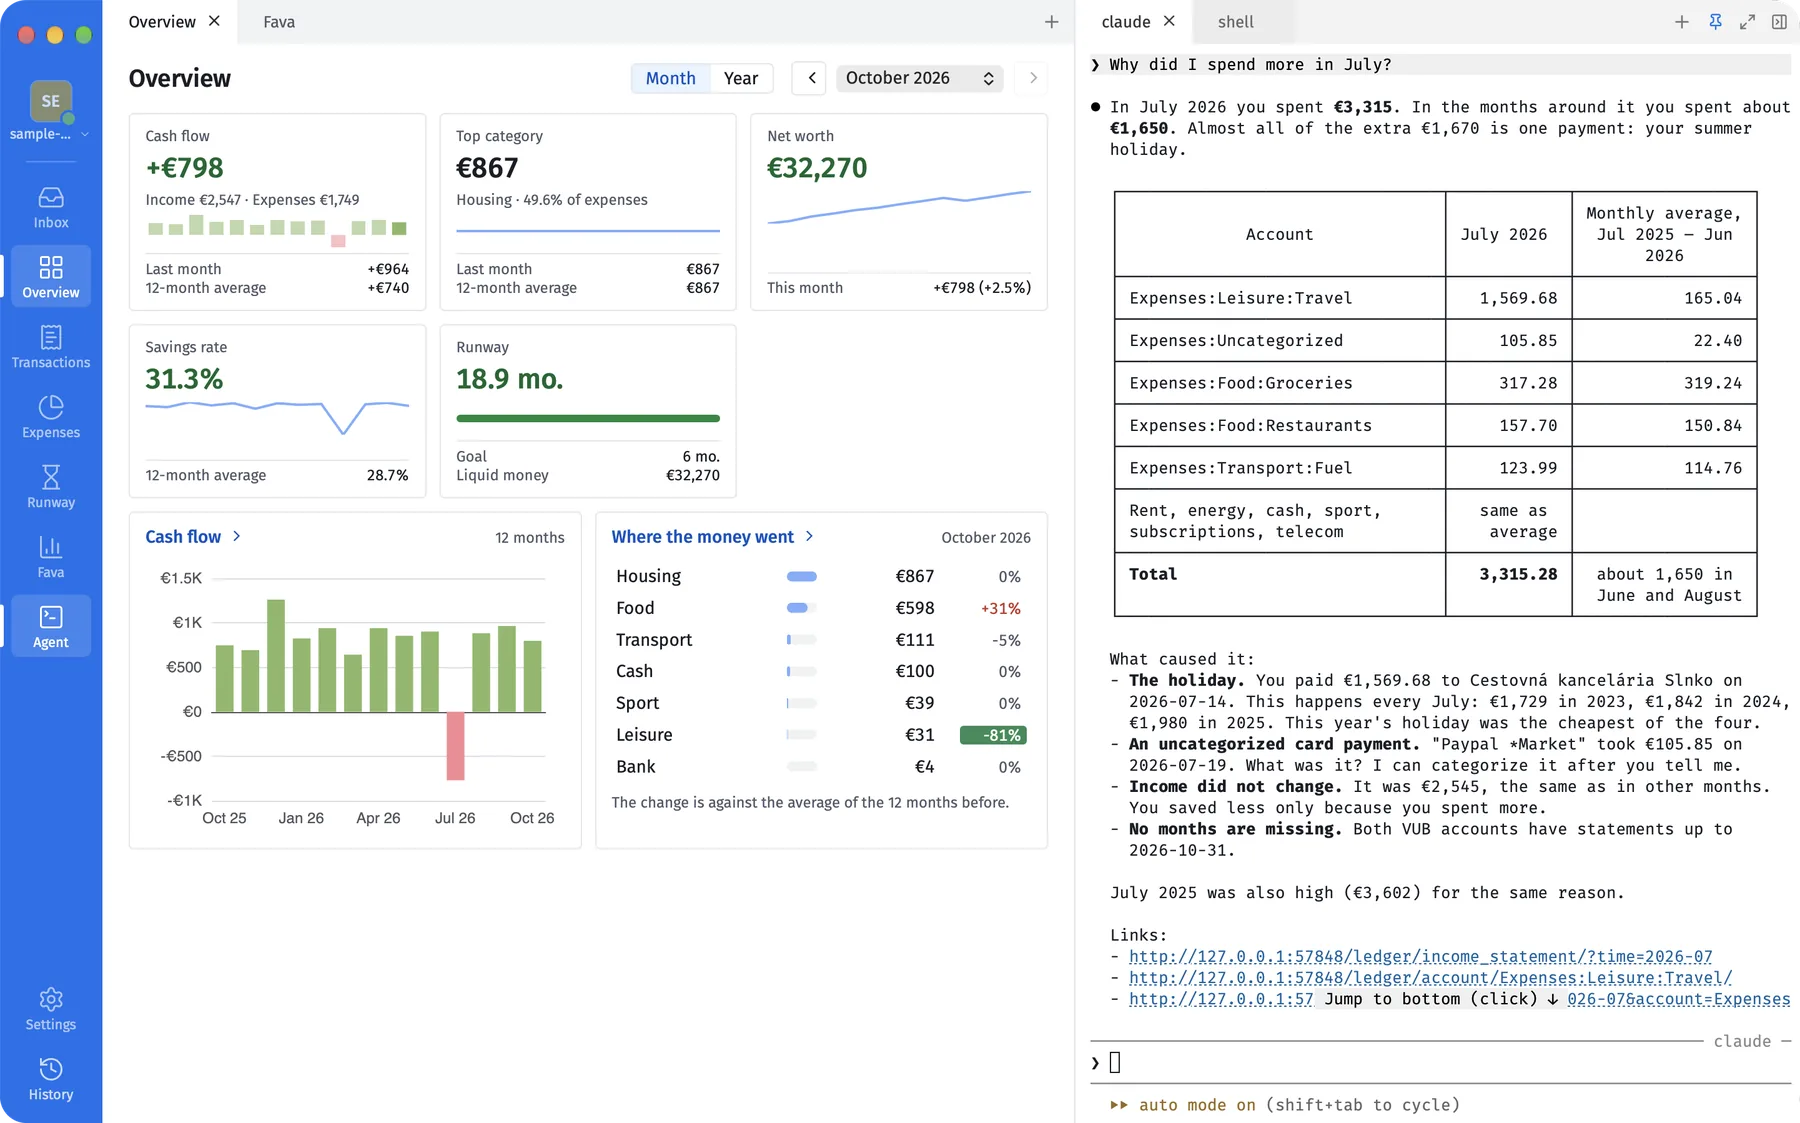 SE
sample-...
Inbox
Overview
Transactions
Expenses
Runway
Fava
Agent
Settings
History
Overview
Fava
Overview
Month
Year
October 2026
Cash flow
+€798
Income €2,547 · Expenses €1,749
Last month +€964
12-month average +€740
Top category
€867
Housing · 49.6% of expenses
Last month €867
12-month average €867
Net worth
€32,270
This month +€798 (+2.5%)
Savings rate
31.3%
12-month average 28.7%
Runway
18.9 mo.
Goal 6 mo.
Liquid money €32,270
Cash flow 12 months
€1.5K
€1K
€500
€0
-€500
-€1K
Oct 25 Jan 26 Apr 26 Jul 26 Oct 26
Where the money went October 2026
Housing €867 0%
Food €598 +31%
Transport €111 -5%
Cash €100 0%
Sport €39 0%
Leisure €31 -81%
Bank €4 0%
The change is against the average of the 12 months before.
claude
shell
❯ Why did I spend more in July?
● In July 2026 you spent €3,315. In the months around it you spent about
€1,650. Almost all of the extra €1,670 is one payment: your summer
holiday.
Account
July 2026
Monthly average,
Jul 2025 – Jun
2026
Expenses:Leisure:Travel 1,569.68 165.04
Expenses:Uncategorized 105.85 22.40
Expenses:Food:Groceries 317.28 319.24
Expenses:Food:Restaurants 157.70 150.84
Expenses:Transport:Fuel 123.99 114.76
Rent, energy, cash, sport, same as
subscriptions, telecom average
Total 3,315.28 about 1,650 in
June and August
What caused it:
- The holiday. You paid €1,569.68 to Cestovná kancelária Slnko on
2026-07-14. This happens every July: €1,729 in 2023, €1,842 in 2024,
€1,980 in 2025. This year's holiday was the cheapest of the four.
- An uncategorized card payment. "Paypal *Market" took €105.85 on
2026-07-19. What was it? I can categorize it after you tell me.
- Income did not change. It was €2,545, the same as in other months.
You saved less only because you spent more.
- No months are missing. Both VUB accounts have statements up to
2026-10-31.
July 2025 was also high (€3,602) for the same reason.
Links:
- http://127.0.0.1:57848/ledger/income_statement/?time=2026-07
- http://127.0.0.1:57848/ledger/account/Expenses:Leisure:Travel/
- http://127.0.0.1:57 Jump to bottom (click) ↓ 026-07&account=Expenses
claude
❯
auto mode on (shift+tab to cycle)